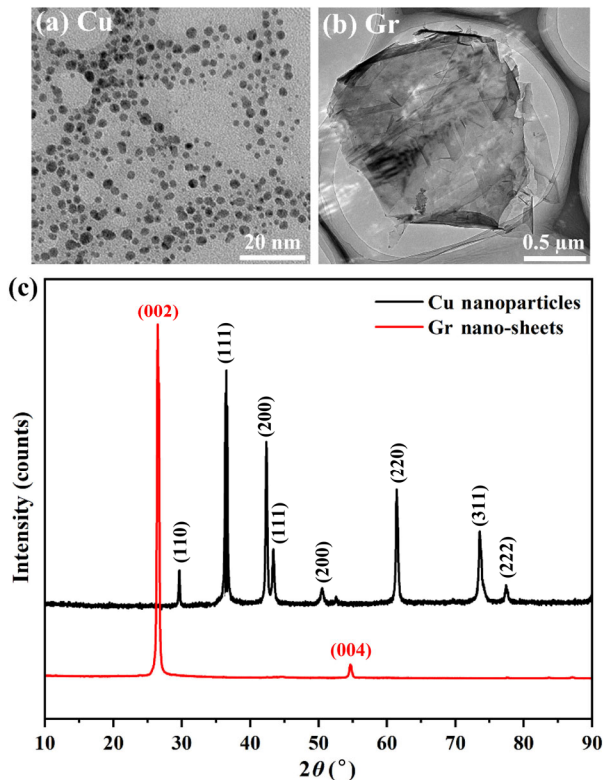 (a) Cu
20 nm
(b) Gr
0.5 μm
(c)
Cu nanoparticles
Gr nano-sheets
(002)
(110)
(111)
(200)
(111)
(200)
(220)
(311)
(222)
(004)
Intensity (counts)
10 20 30 40 50 60 70 80 90
2θ (°)